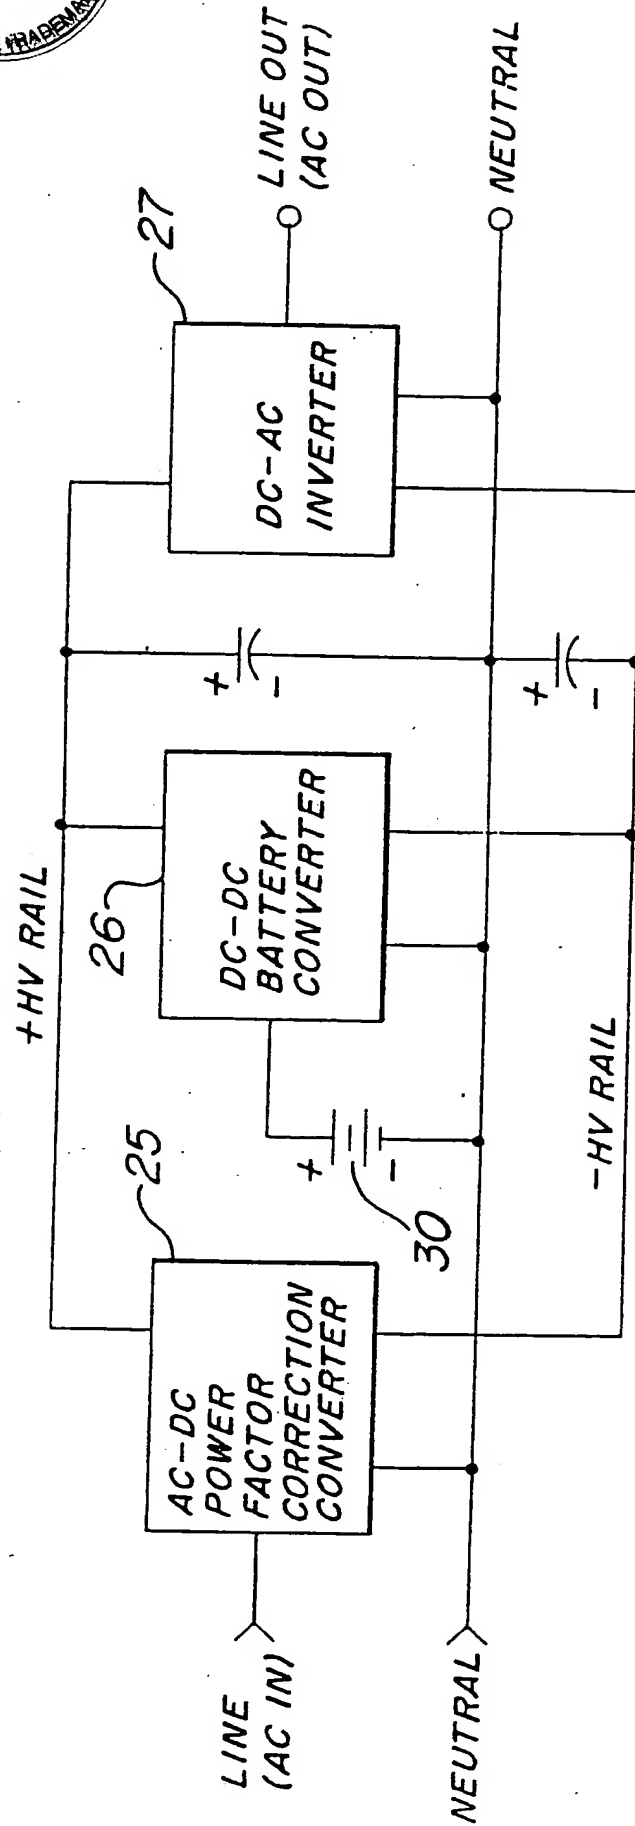 TRADEMA
+HV RAIL
25
26
27
LINE
(AC IN)
AC-DC
POWER
FACTOR
CORRECTION
CONVERTER
+
-
30
DC-DC
BATTERY
CONVERTER
+
-
+
-
DC-AC
INVERTER
LINE OUT
(AC OUT)
NEUTRAL
NEUTRAL
-HV RAIL